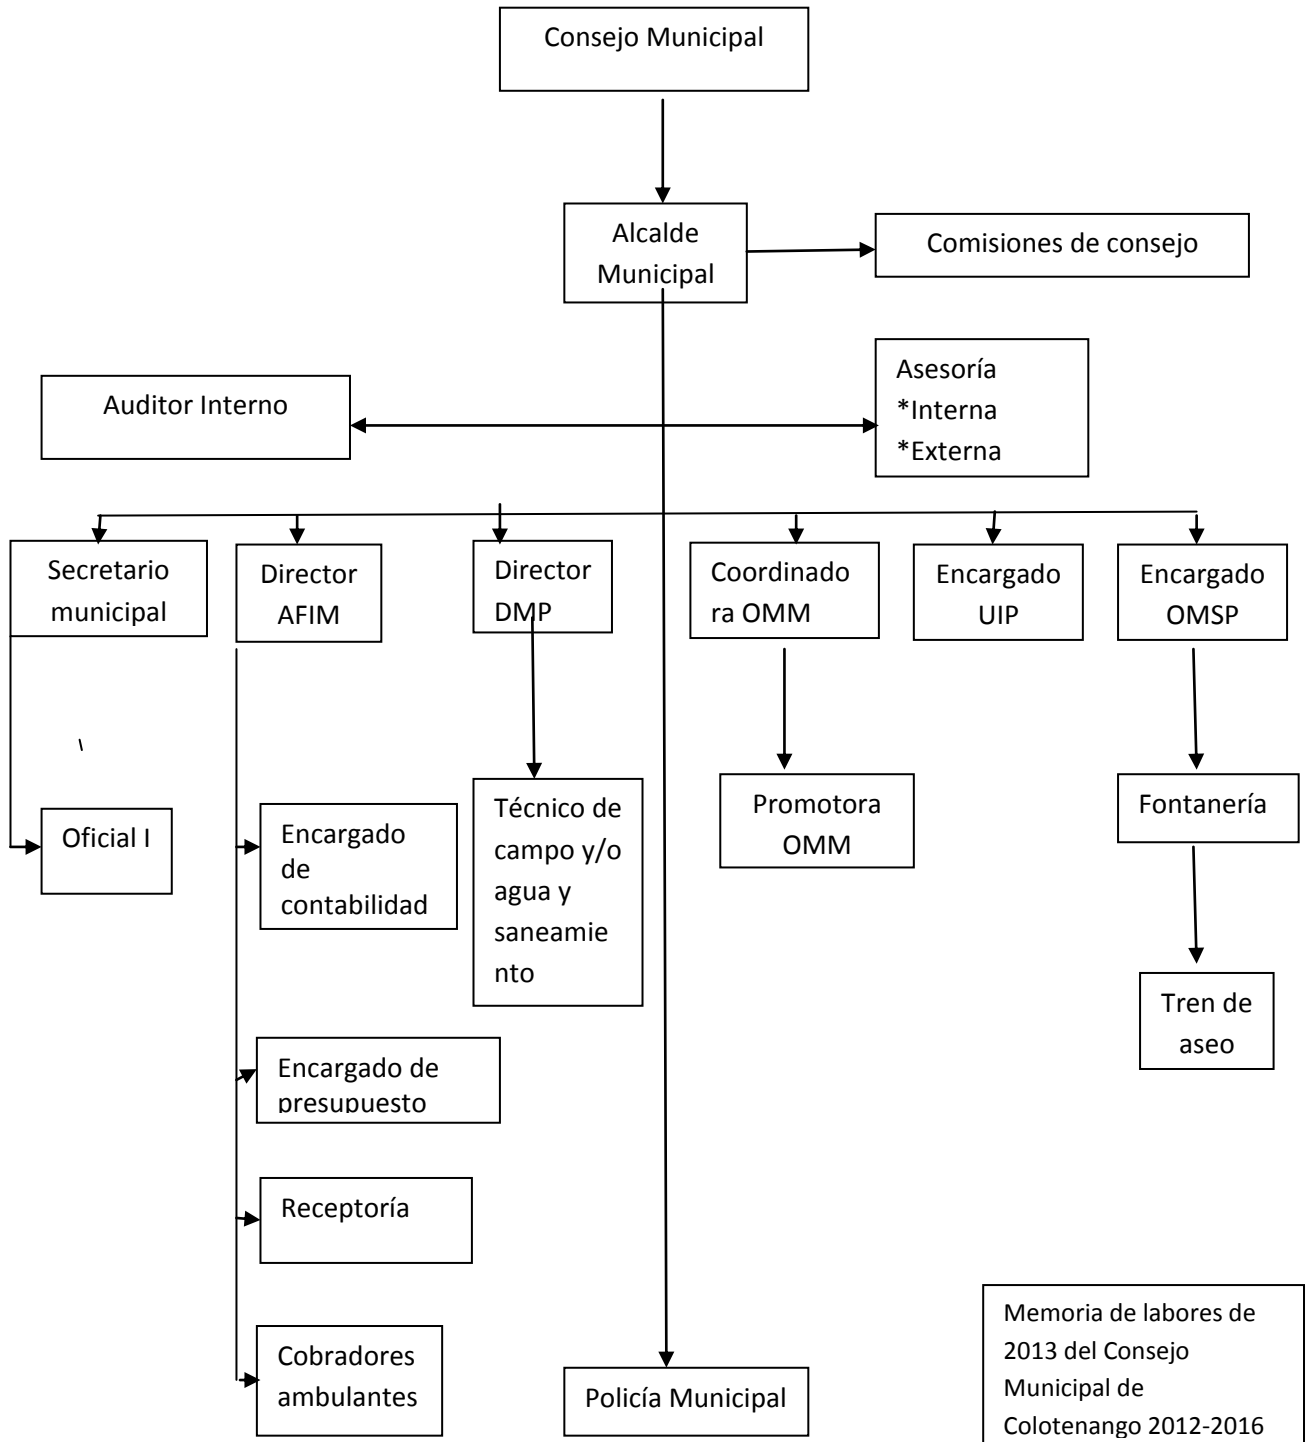 Consejo Municipal
Alcalde
Municipal
Comisiones de consejo
Auditor Interno
Asesoría
*Interna
*Externa
Secretario
municipal
Director
AFIM
Director
DMP
Coordinado
ra OMM
Encargado
UIP
Encargado
OMSP
Oficial I
Encargado
de
contabilidad
Técnico de
campo y/o
agua y
saneamie
nto
Promotora
OMM
Fontanería
Tren de
aseo
Encargado de
presupuesto
Receptoría
Cobradores
ambulantes
Policía Municipal
Memoria de labores de
2013 del Consejo
Municipal de
Colotenango 2012-2016